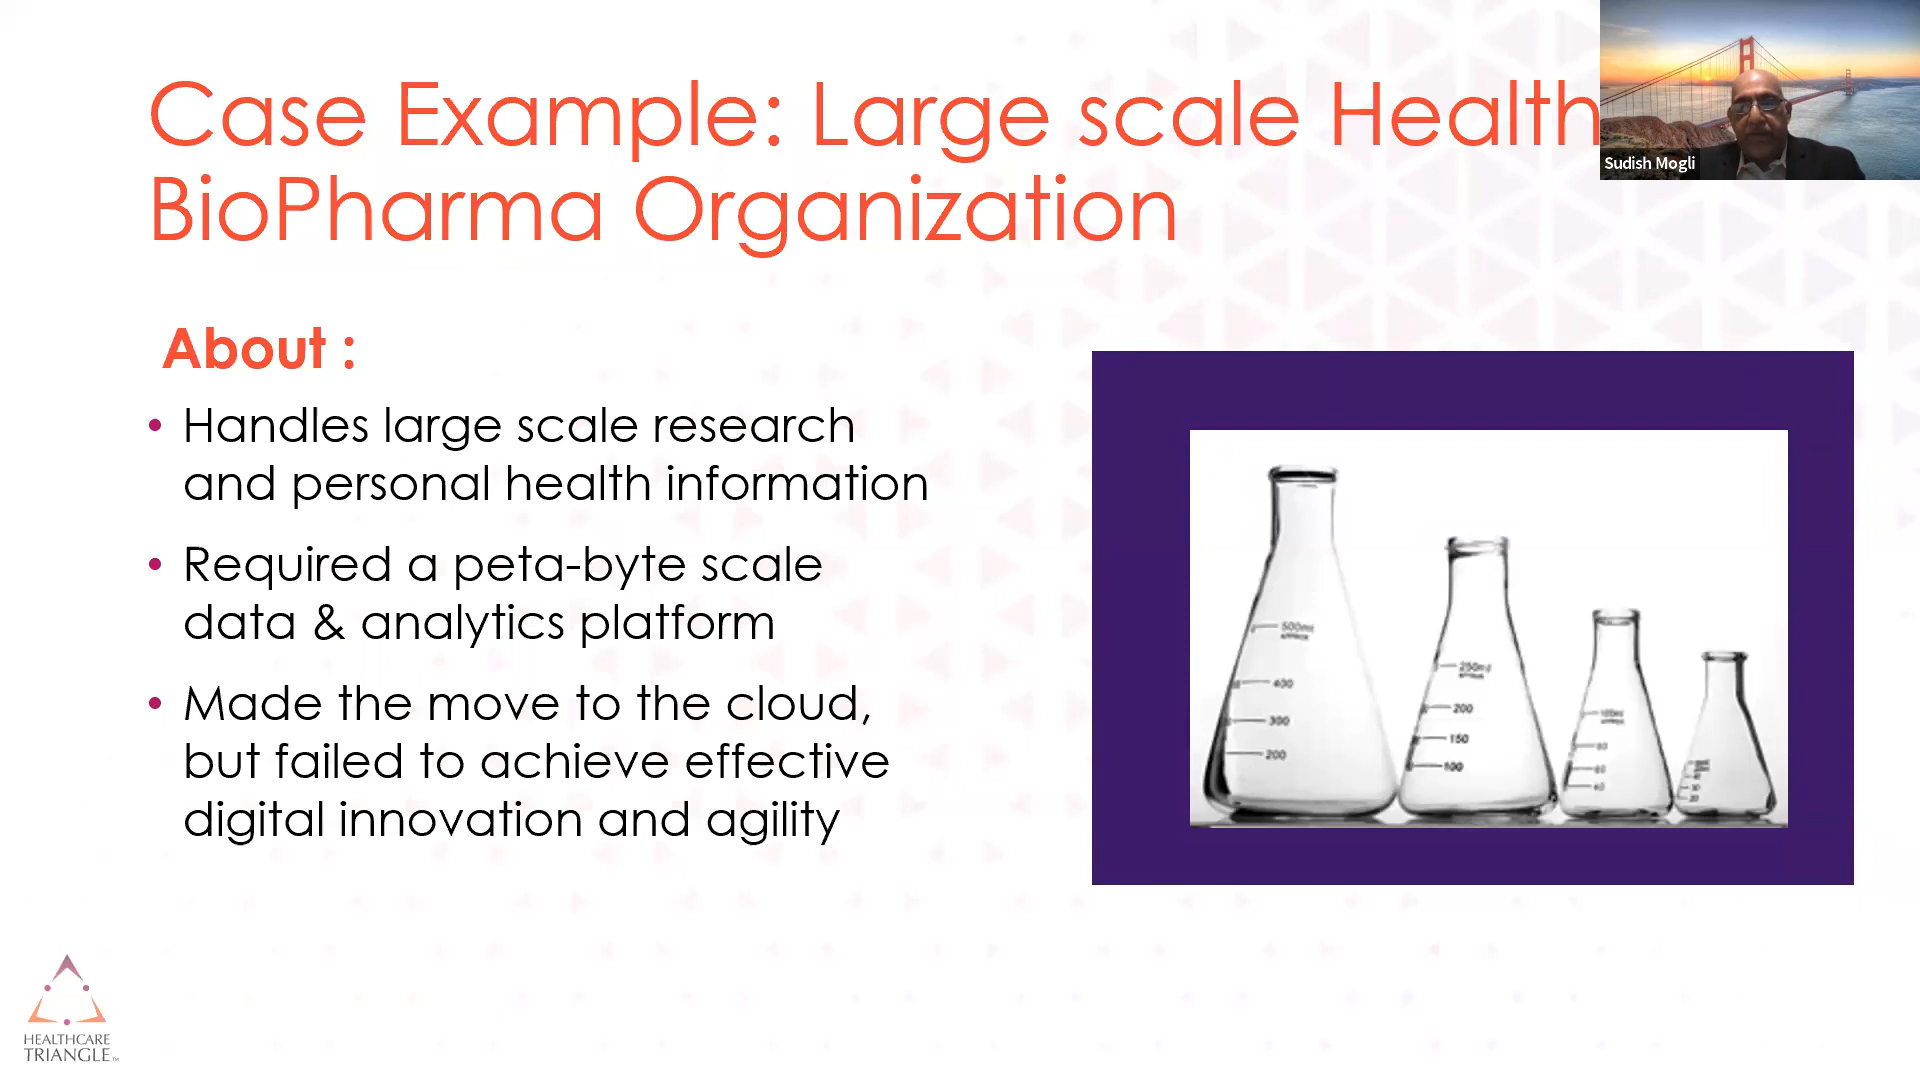 Case Example: Large scale Health
BioPharma Organization
Sudish Mogli
About :
• Handles large scale research
and personal health information
• Required a peta-byte scale
data & analytics platform
• Made the move to the cloud,
but failed to achieve effective
digital innovation and agility
500ml
400
300
200
250ml
200
150
100
HEALTHCARE
TRIANGLE™